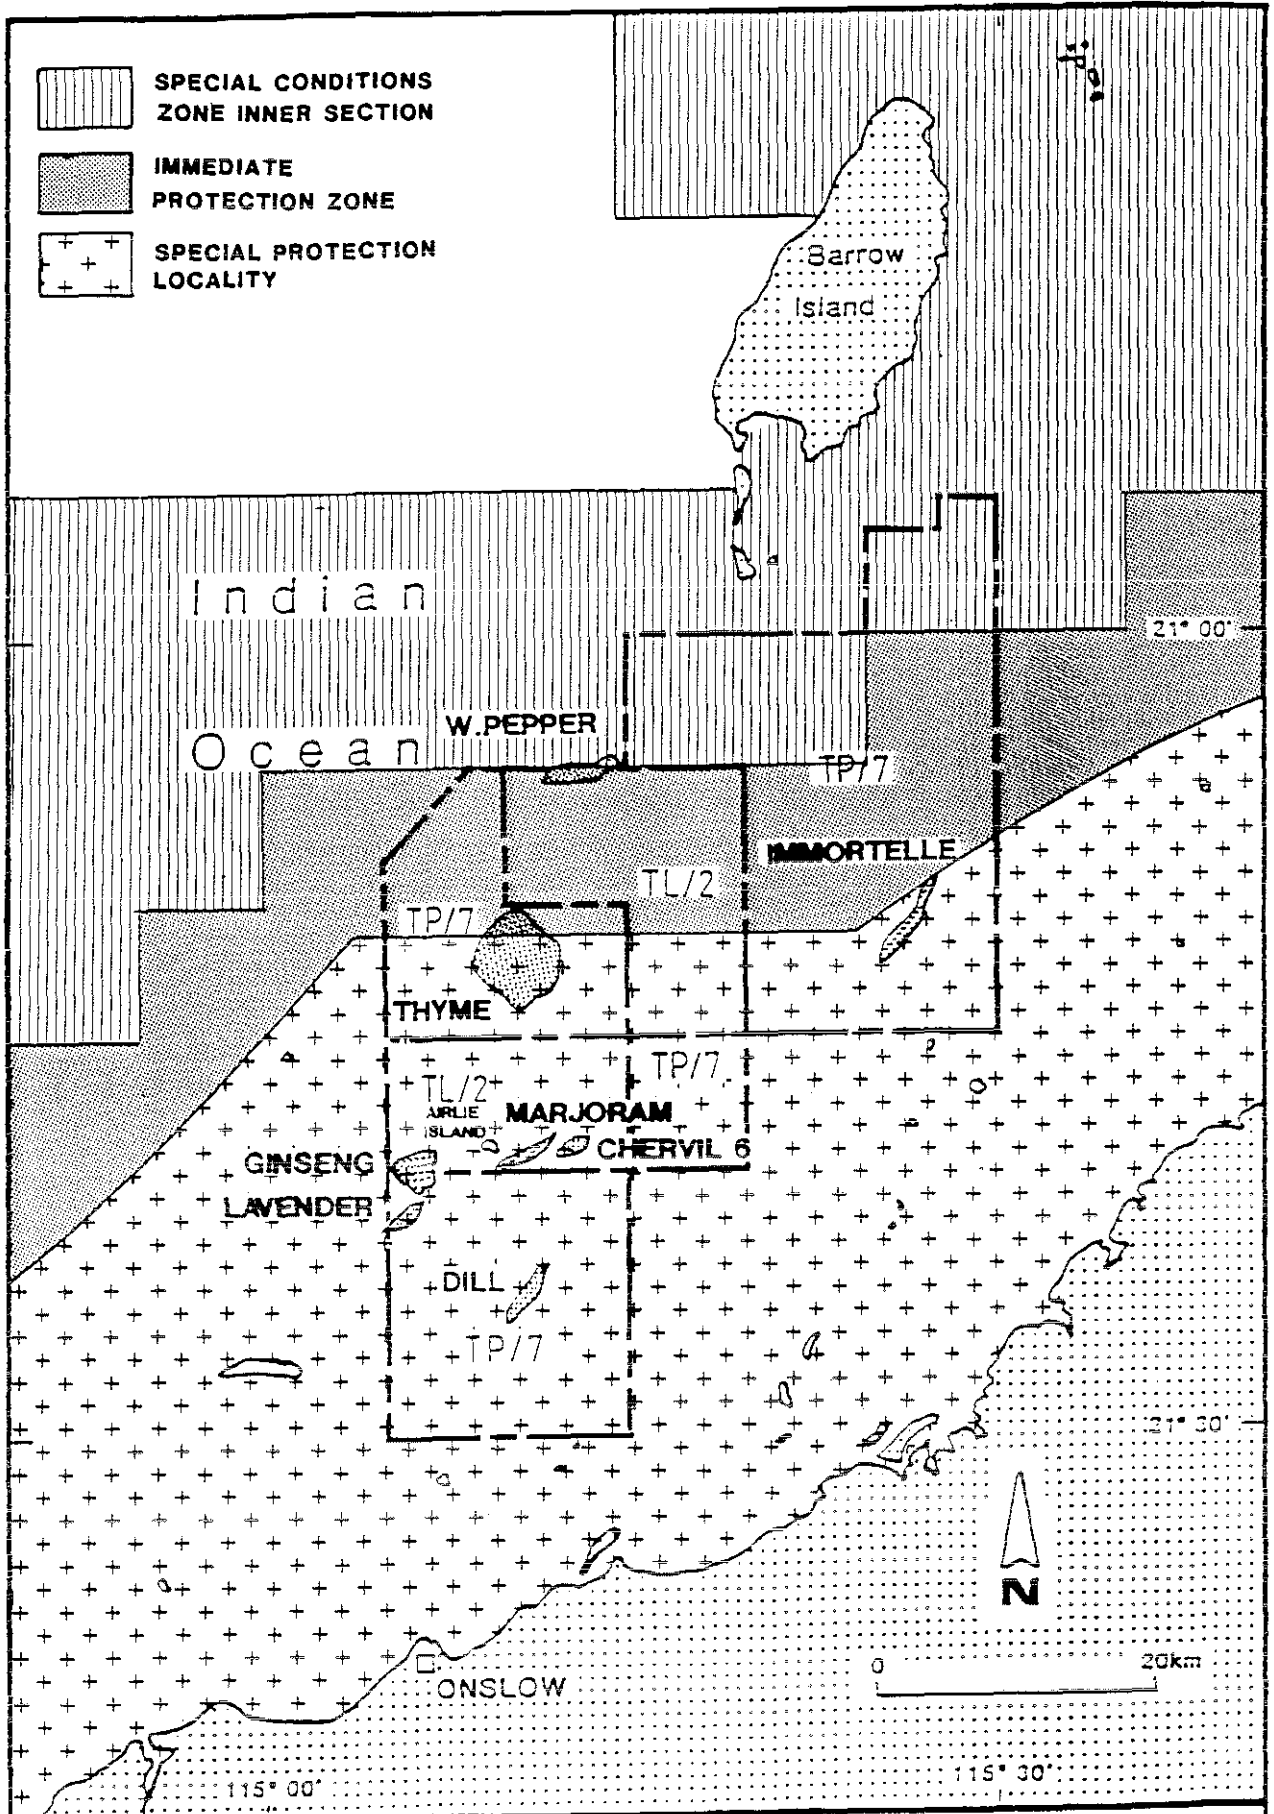 SPECIAL CONDITIONS
ZONE INNER SECTION
IMMEDIATE
PROTECTION ZONE
SPECIAL PROTECTION
LOCALITY
Barrow
Island
Indian
Ocean
21° 00'
W. PEPPER
TP/7
IMMORTELLE
TL/2
TP/7
THYME
TP/7
TL/2
AIRLIE
ISLAND
MARJORAM
CHERVIL 6
GINSENG
LAVENDER
DILL
TP/7
21° 30'
N
0 20km
ONSLOW
115° 00'
115° 30'